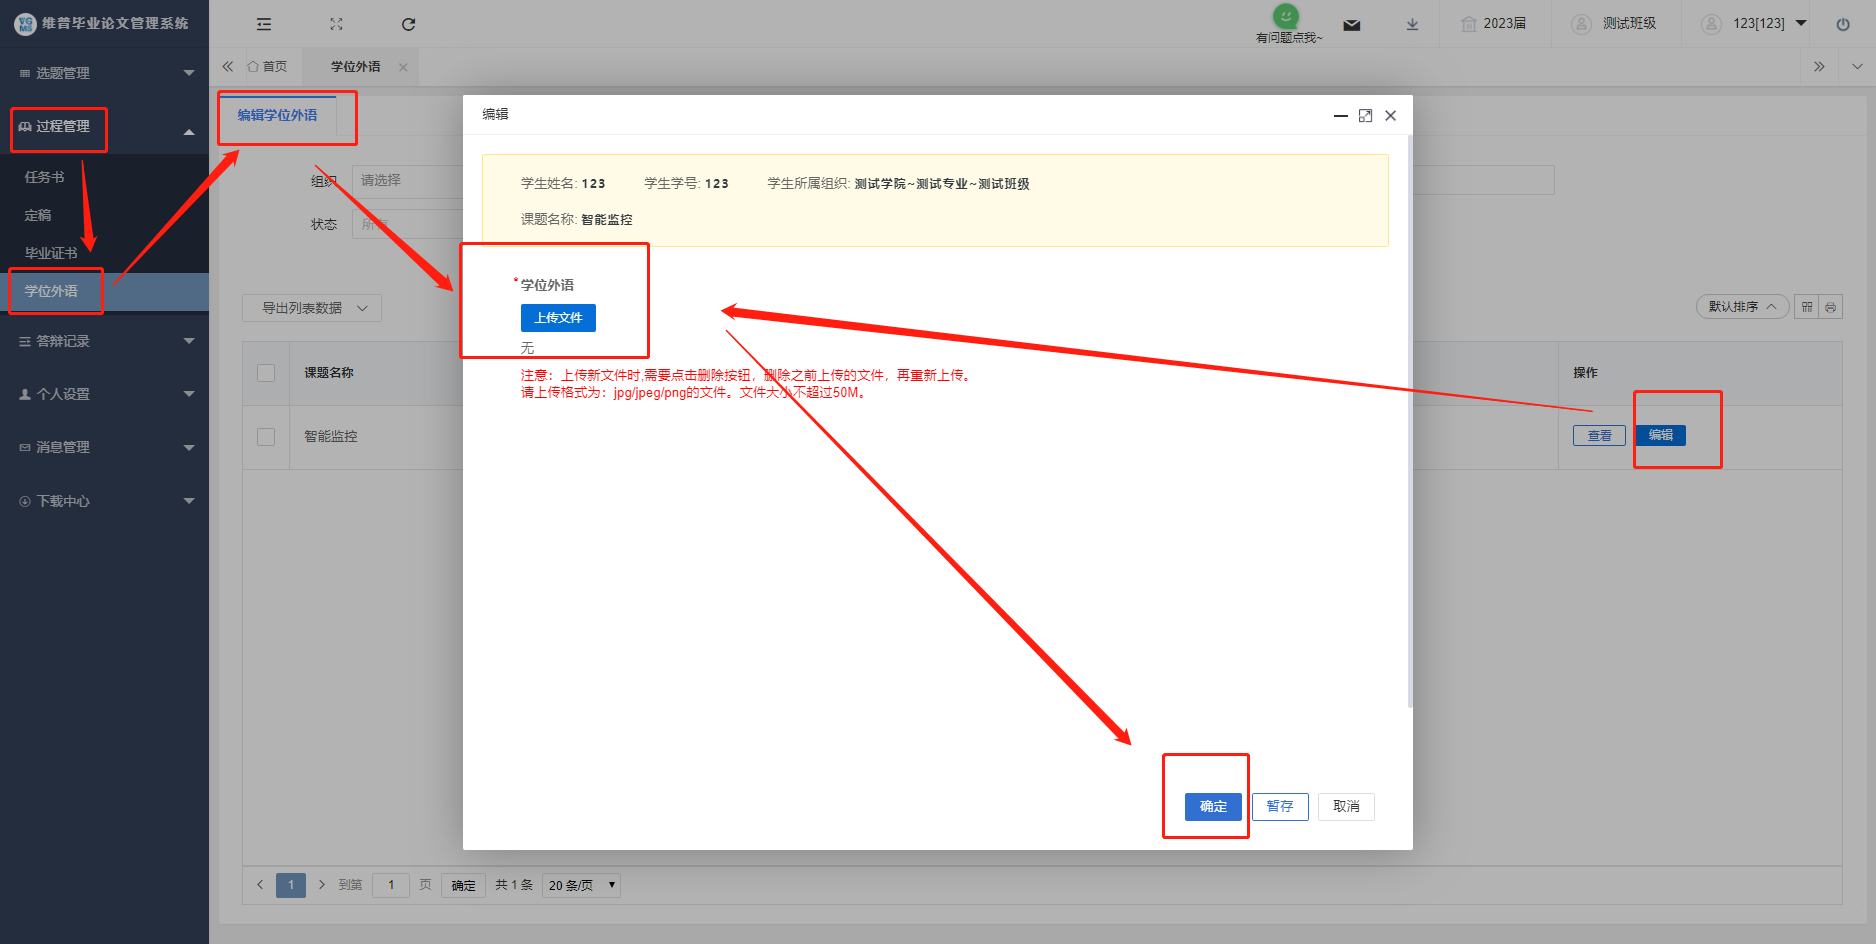 VG
MS
维普毕业论文管理系统
有问题点我~
2023届
测试班级
123[123]
选题管理
过程管理
任务书
定稿
毕业证书
学位外语
答辩记录
个人设置
消息管理
下载中心
首页
学位外语
编辑学位外语
组织
请选择
状态
所有
导出列表数据
默认排序
课题名称
操作
智能监控
查看
编辑
编辑
学生姓名: 123 学生学号: 123 学生所属组织: 测试学院~测试专业~测试班级
课题名称: 智能监控
*学位外语
上传文件
无
注意：上传新文件时,需要点击删除按钮，删除之前上传的文件，再重新上传。
请上传格式为：jpg/jpeg/png的文件。文件大小不超过50M。
确定 暂存 取消
1 到第 1 页 确定 共 1 条 20 条/页